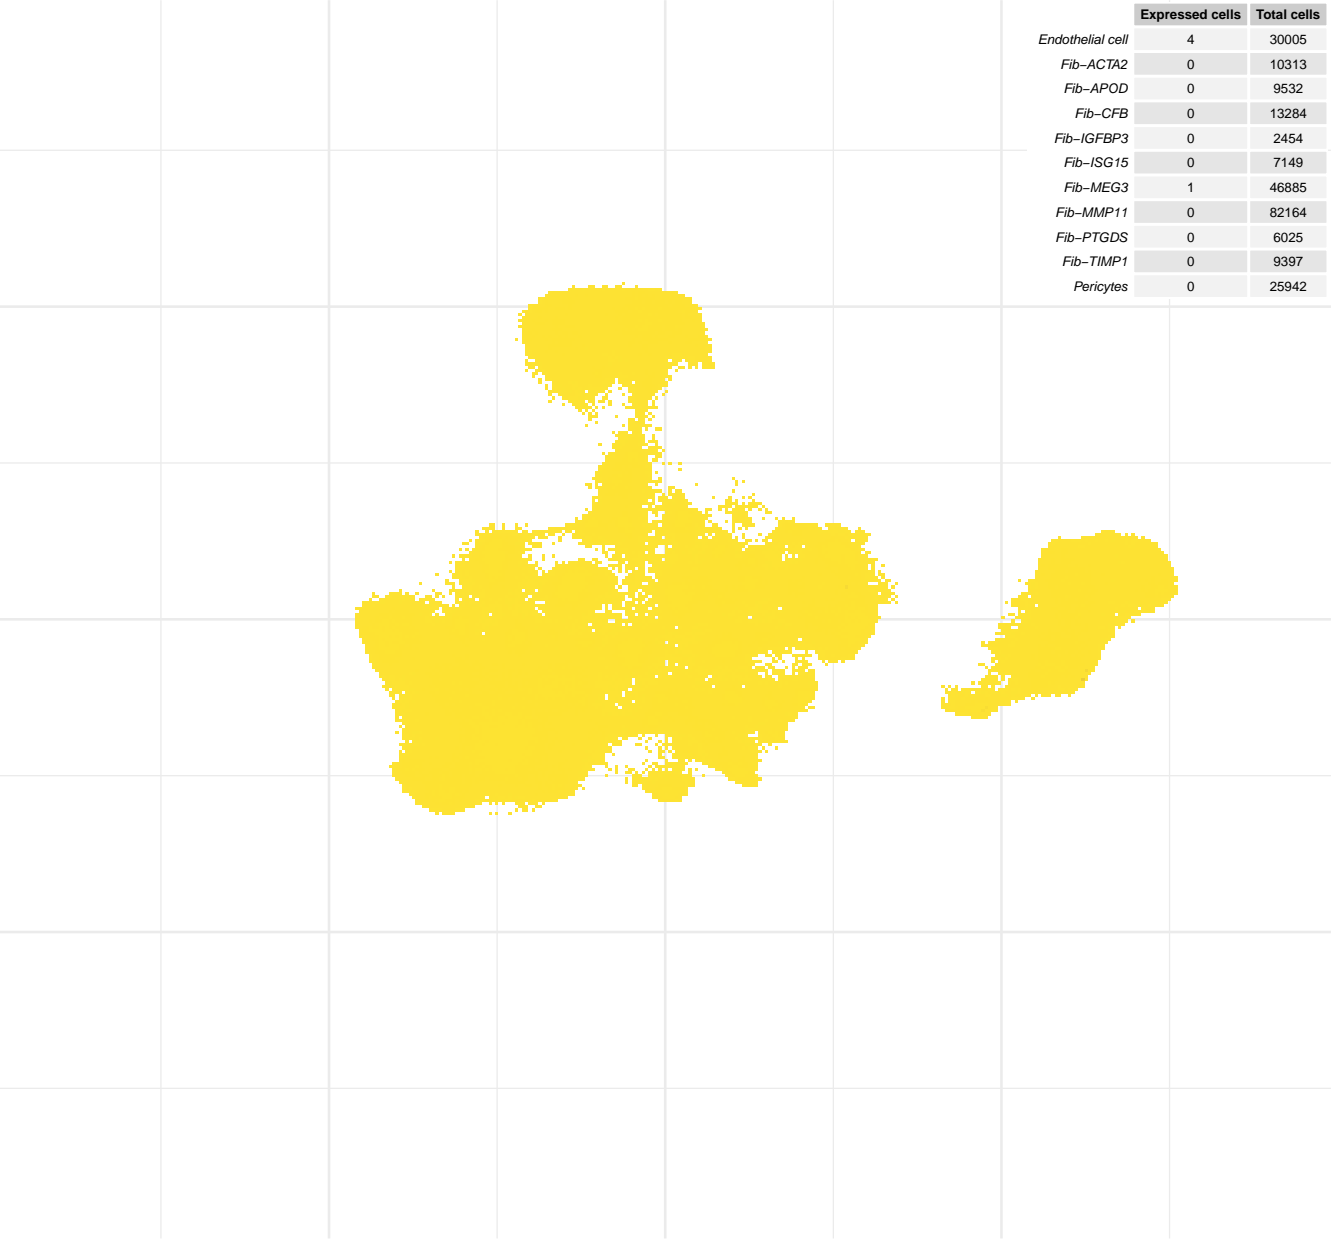 Expressed cells Total cells
Endothelial cell 4 30005
Fib−ACTA2 0 10313
Fib−APOD 0 9532
Fib−CFB 0 13284
Fib−IGFBP3 0 2454
Fib−ISG15 0 7149
Fib−MEG3 1 46885
Fib−MMP11 0 82164
Fib−PTGDS 0 6025
Fib−TIMP1 0 9397
Pericytes 0 25942